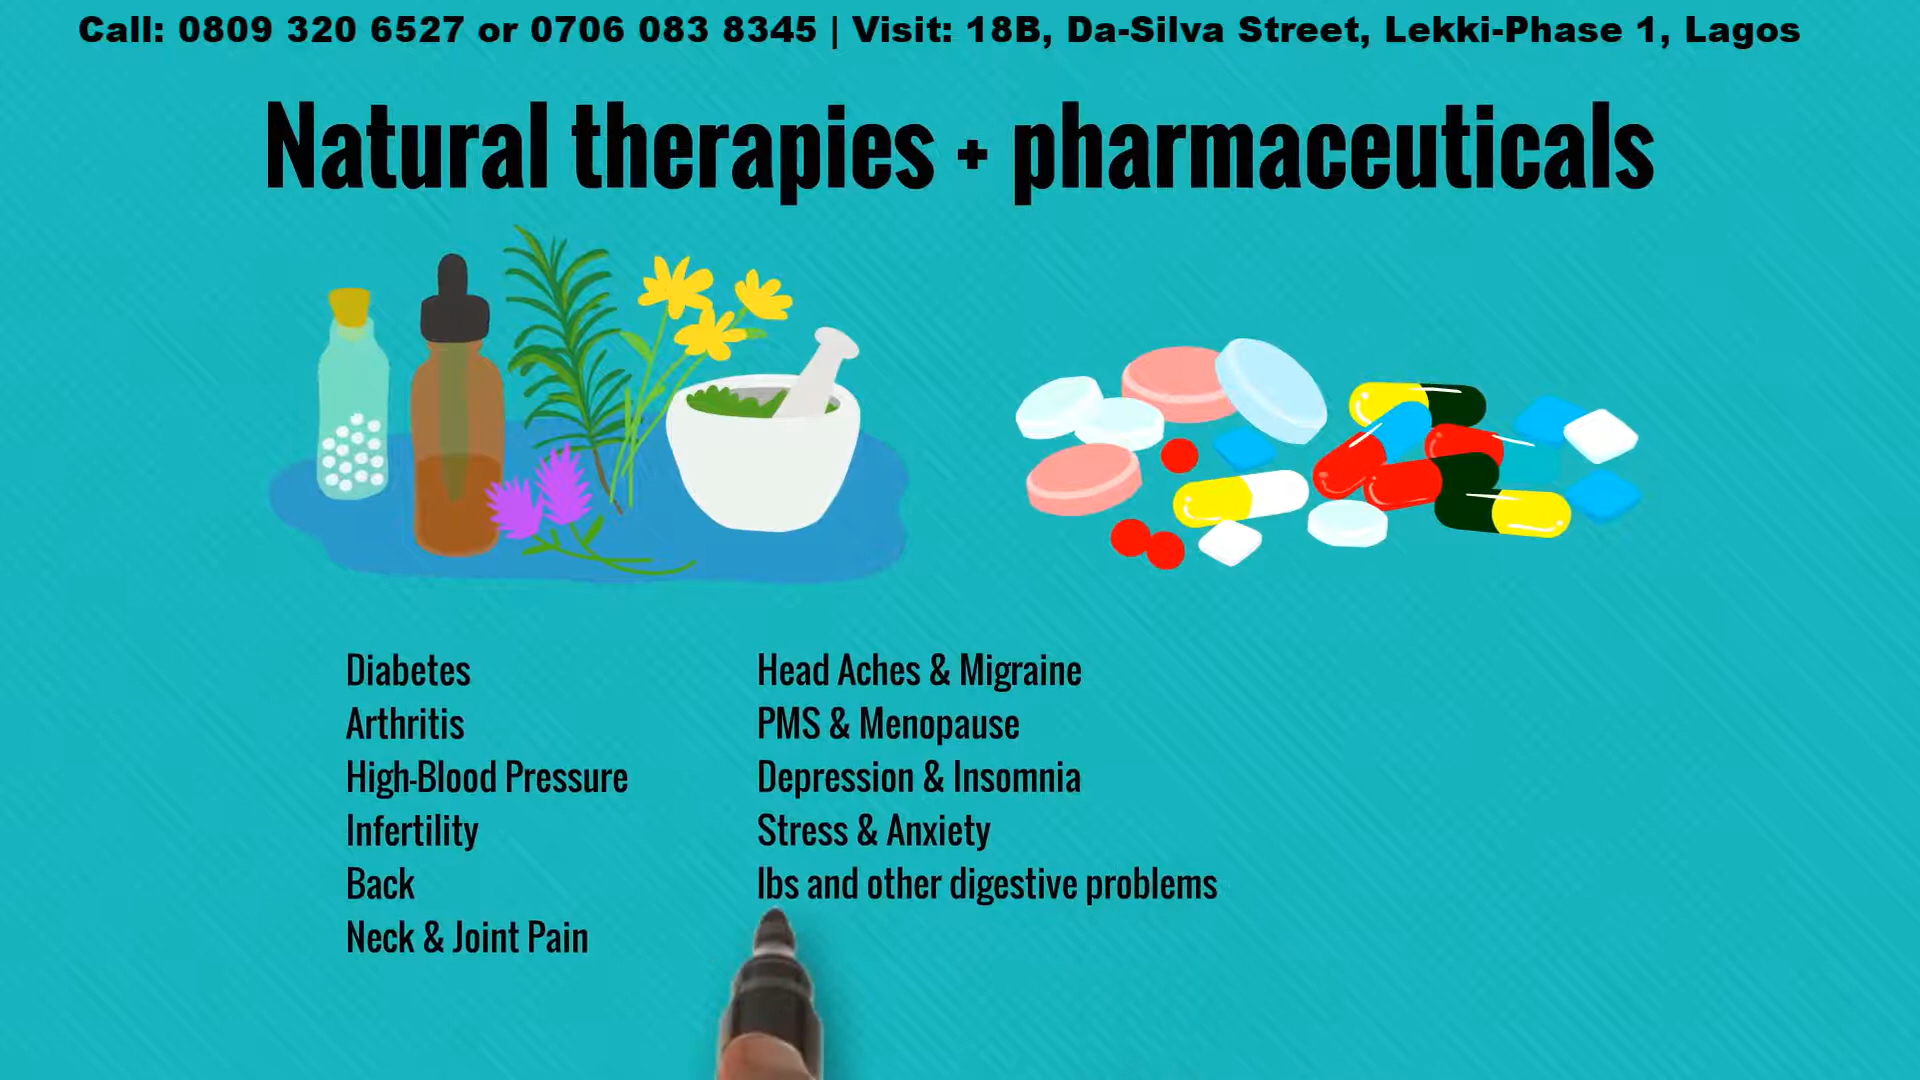 Call: 0809 320 6527 or 0706 083 8345 | Visit: 18B, Da-Silva Street, Lekki-Phase 1, Lagos
Natural therapies + pharmaceuticals
Diabetes
Arthritis
High-Blood Pressure
Infertility
Back
Neck & Joint Pain
Head Aches & Migraine
PMS & Menopause
Depression & Insomnia
Stress & Anxiety
Ibs and other digestive problems